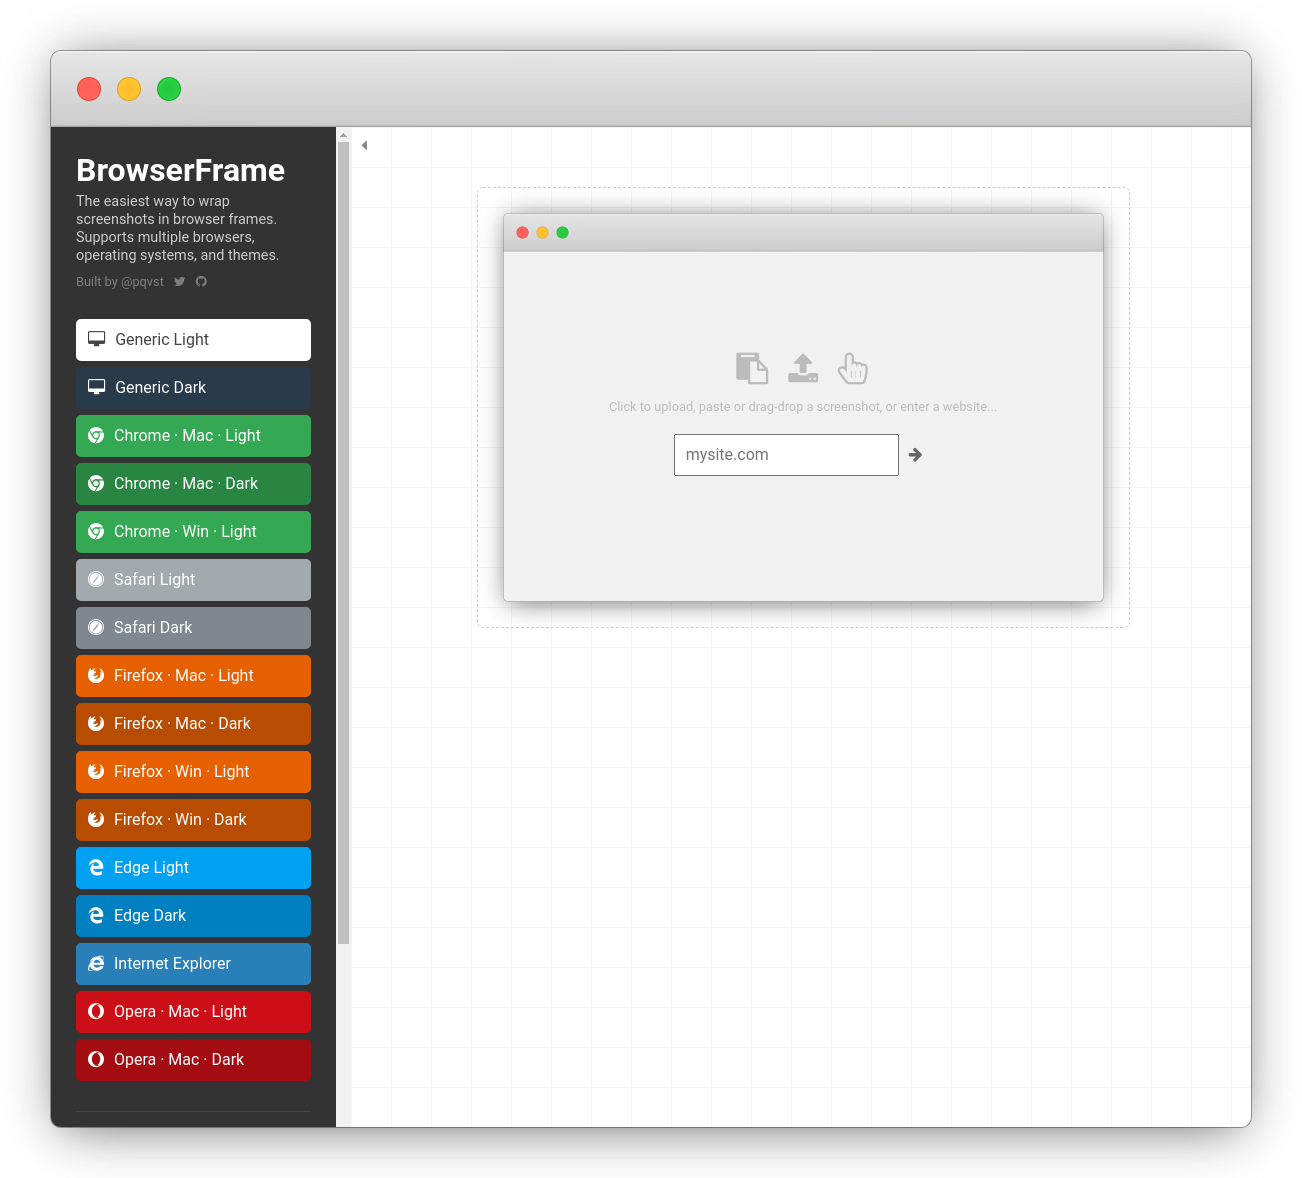 BrowserFrame
The easiest way to wrap
screenshots in browser frames.
Supports multiple browsers,
operating systems, and themes.
Built by @pqvst
Generic Light
Generic Dark
Chrome · Mac · Light
Chrome · Mac · Dark
Chrome · Win · Light
Safari Light
Safari Dark
Firefox · Mac · Light
Firefox · Mac · Dark
Firefox · Win · Light
Firefox · Win · Dark
Edge Light
Edge Dark
Internet Explorer
Opera · Mac · Light
Opera · Mac · Dark
Click to upload, paste or drag-drop a screenshot, or enter a website...
mysite.com